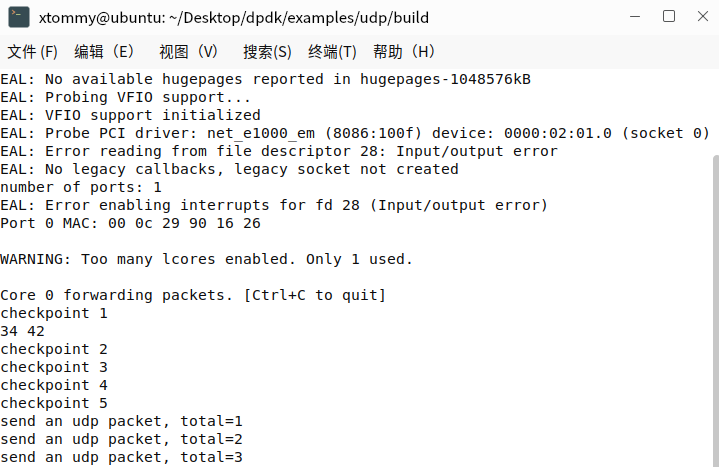 xtommy@ubuntu: ~/Desktop/dpdk/examples/udp/build
文件 (F) 编辑（E） 视图（V） 搜索(S) 终端(T) 帮助（H）
EAL: No available hugepages reported in hugepages-1048576kB
EAL: Probing VFIO support...
EAL: VFIO support initialized
EAL: Probe PCI driver: net_e1000_em (8086:100f) device: 0000:02:01.0 (socket 0)
EAL: Error reading from file descriptor 28: Input/output error
EAL: No legacy callbacks, legacy socket not created
number of ports: 1
EAL: Error enabling interrupts for fd 28 (Input/output error)
Port 0 MAC: 00 0c 29 90 16 26
WARNING: Too many lcores enabled. Only 1 used.
Core 0 forwarding packets. [Ctrl+C to quit]
checkpoint 1
34 42
checkpoint 2
checkpoint 3
checkpoint 4
checkpoint 5
send an udp packet, total=1
send an udp packet, total=2
send an udp packet, total=3